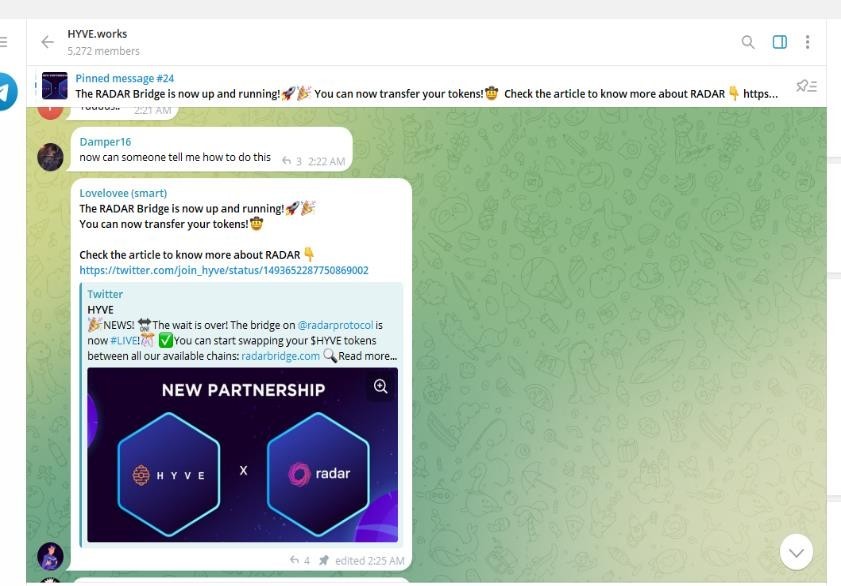 HYVE.works
5,272 members
Pinned message #24
The RADAR Bridge is now up and running!🚀🎉 You can now transfer your tokens!🤠 Check the article to know more about RADAR 👇 https...
2:21 AM
Damper16
now can someone tell me how to do this
3 2:22 AM
Lovelovee (smart)
The RADAR Bridge is now up and running!🚀🎉
You can now transfer your tokens!🤠
Check the article to know more about RADAR 👇
https://twitter.com/join_hyve/status/1493652287750869002
Twitter
HYVE
🎉NEWS! 🔛The wait is over! The bridge on @radarprotocol is
now #LIVE!🎊 ✅You can start swapping your $HYVE tokens
between all our available chains: radarbridge.com 🔍Read more...
NEW PARTNERSHIP
HYVE X radar
4 edited 2:25 AM